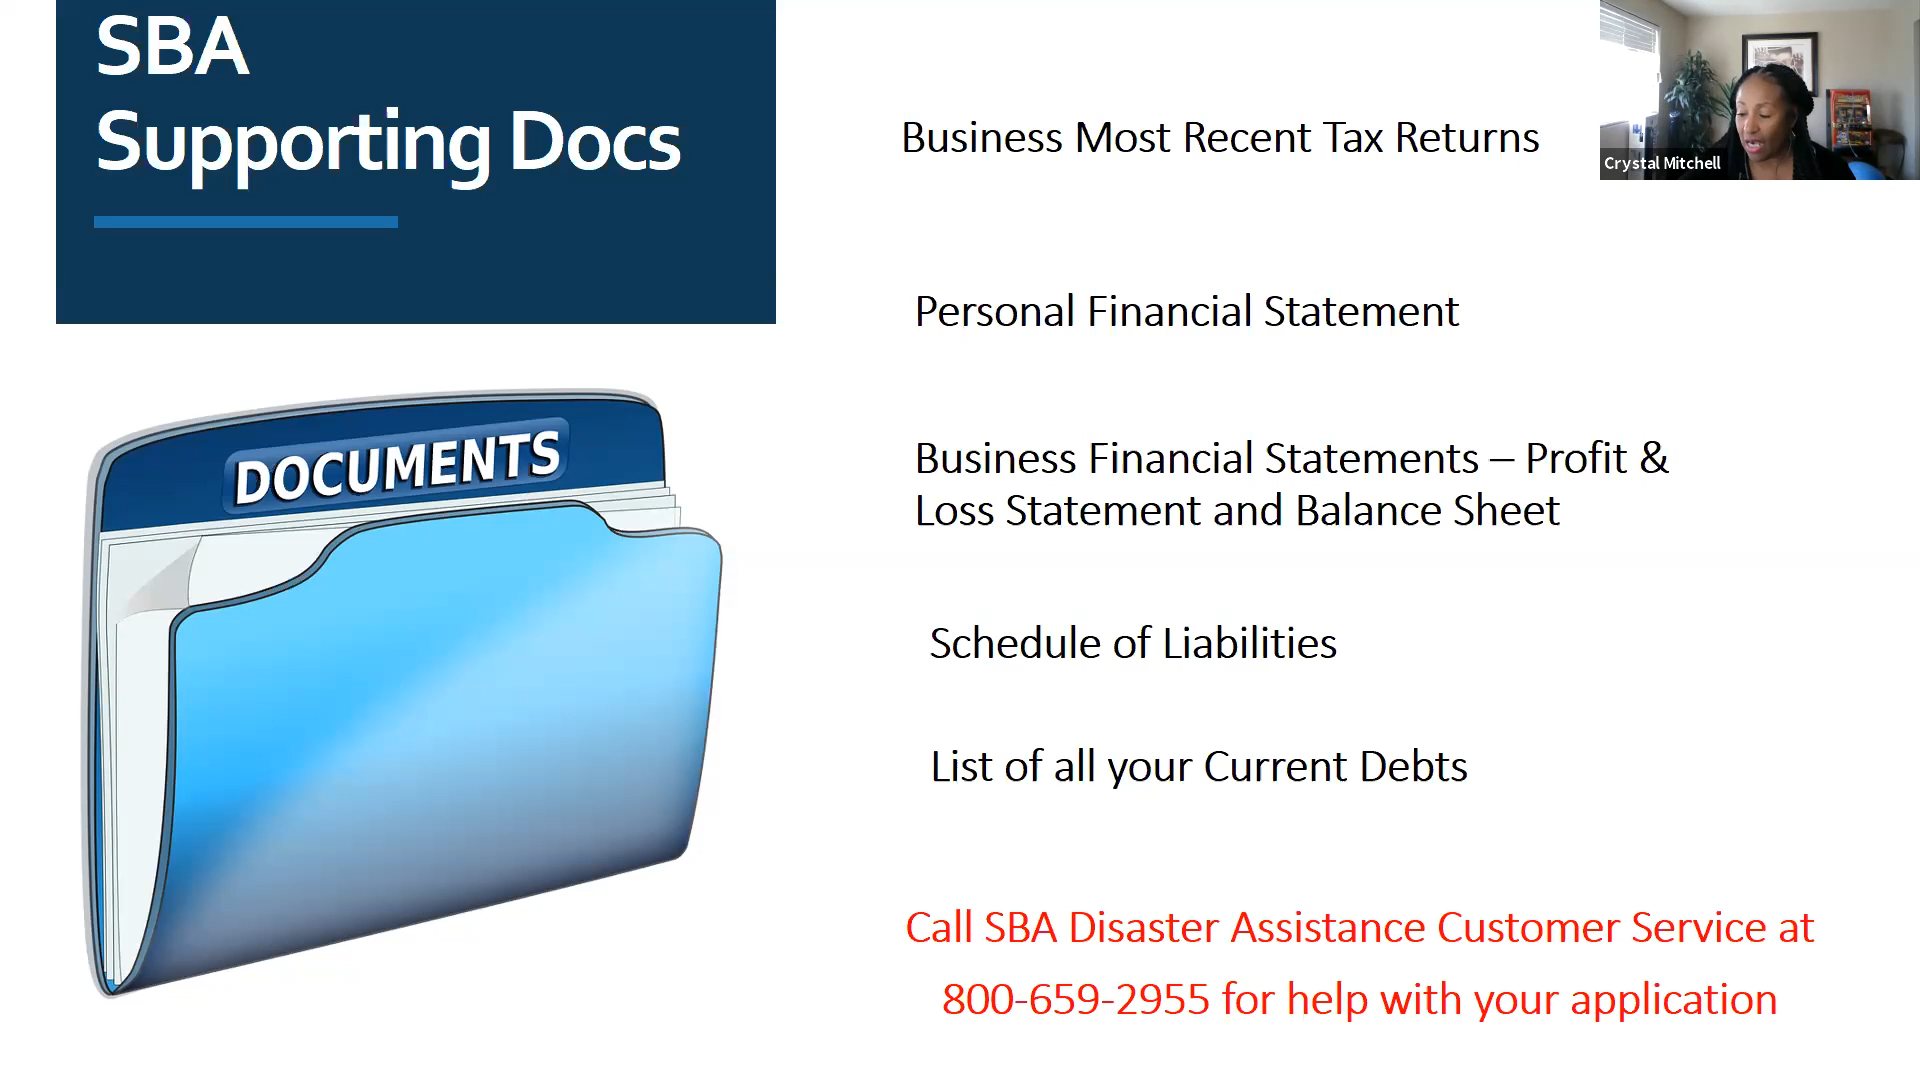 SBA
Supporting Docs
Business Most Recent Tax Returns
Crystal Mitchell
Personal Financial Statement
DOCUMENTS
Business Financial Statements – Profit &
Loss Statement and Balance Sheet
Schedule of Liabilities
List of all your Current Debts
Call SBA Disaster Assistance Customer Service at
800-659-2955 for help with your application